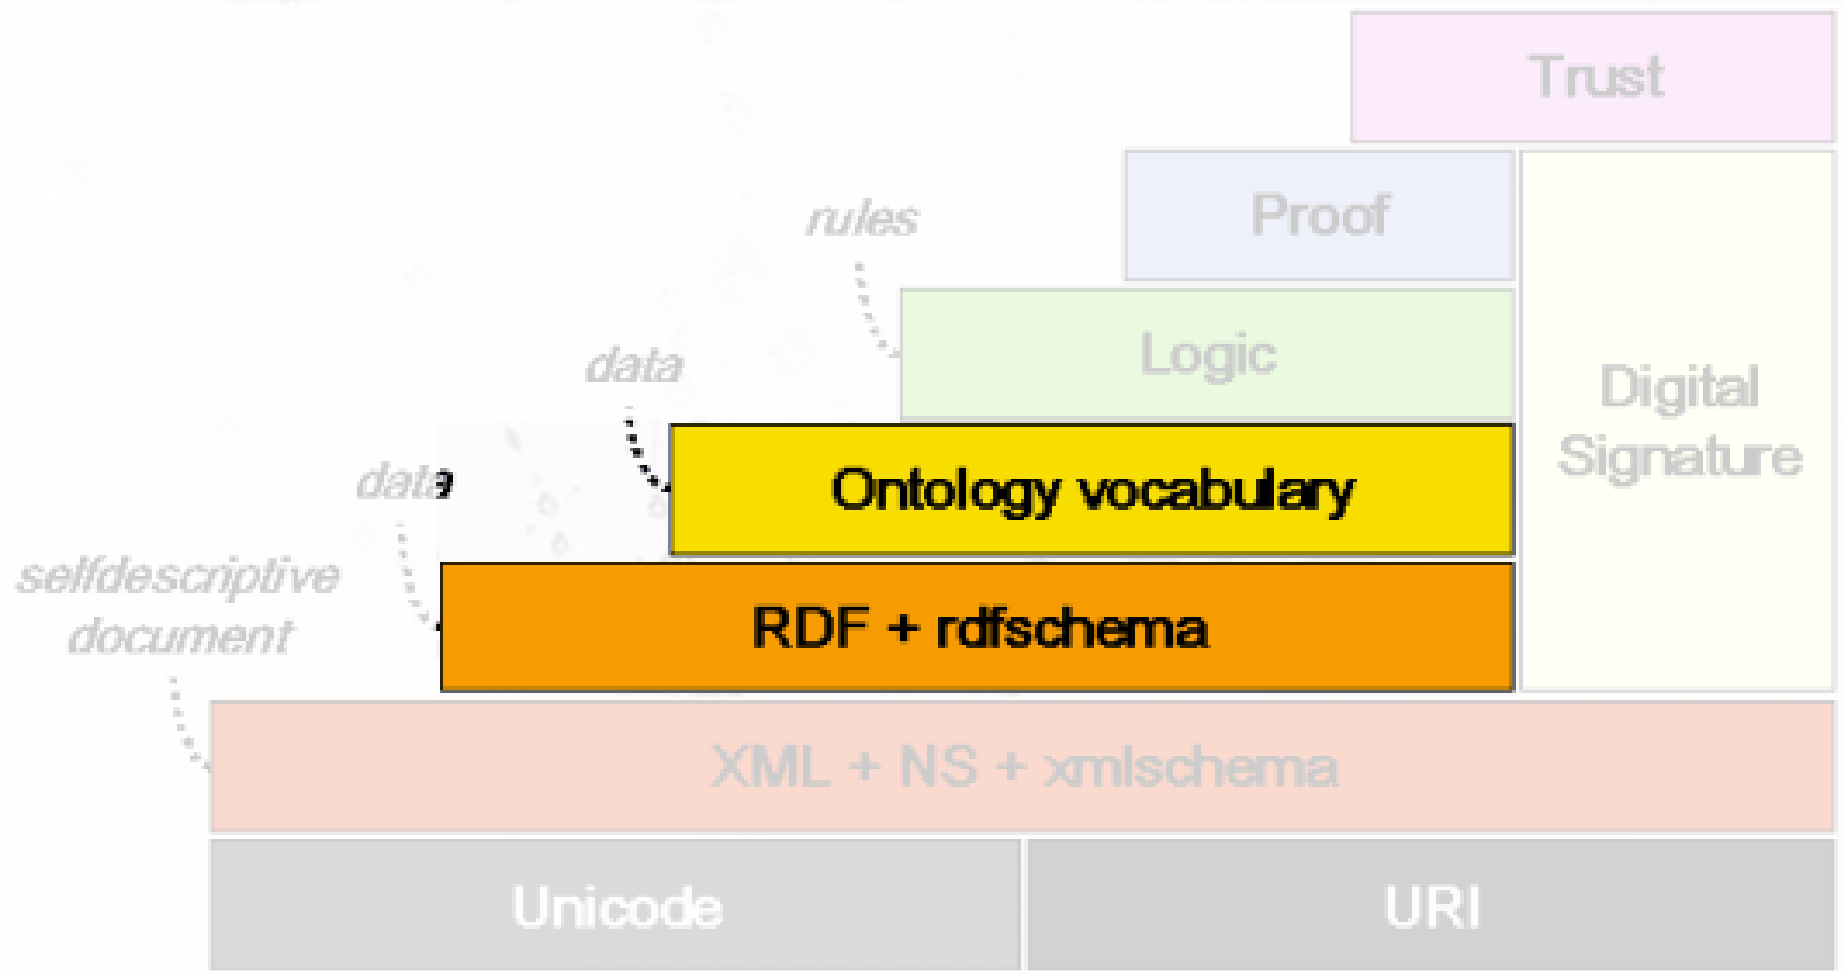 Trust
Proof
rules
Logic
data
Digital
Signature
Ontology vocabulary
data
RDF + rdfschema
selfdescriptive
document
XML + NS + xmlschema
Unicode
URI